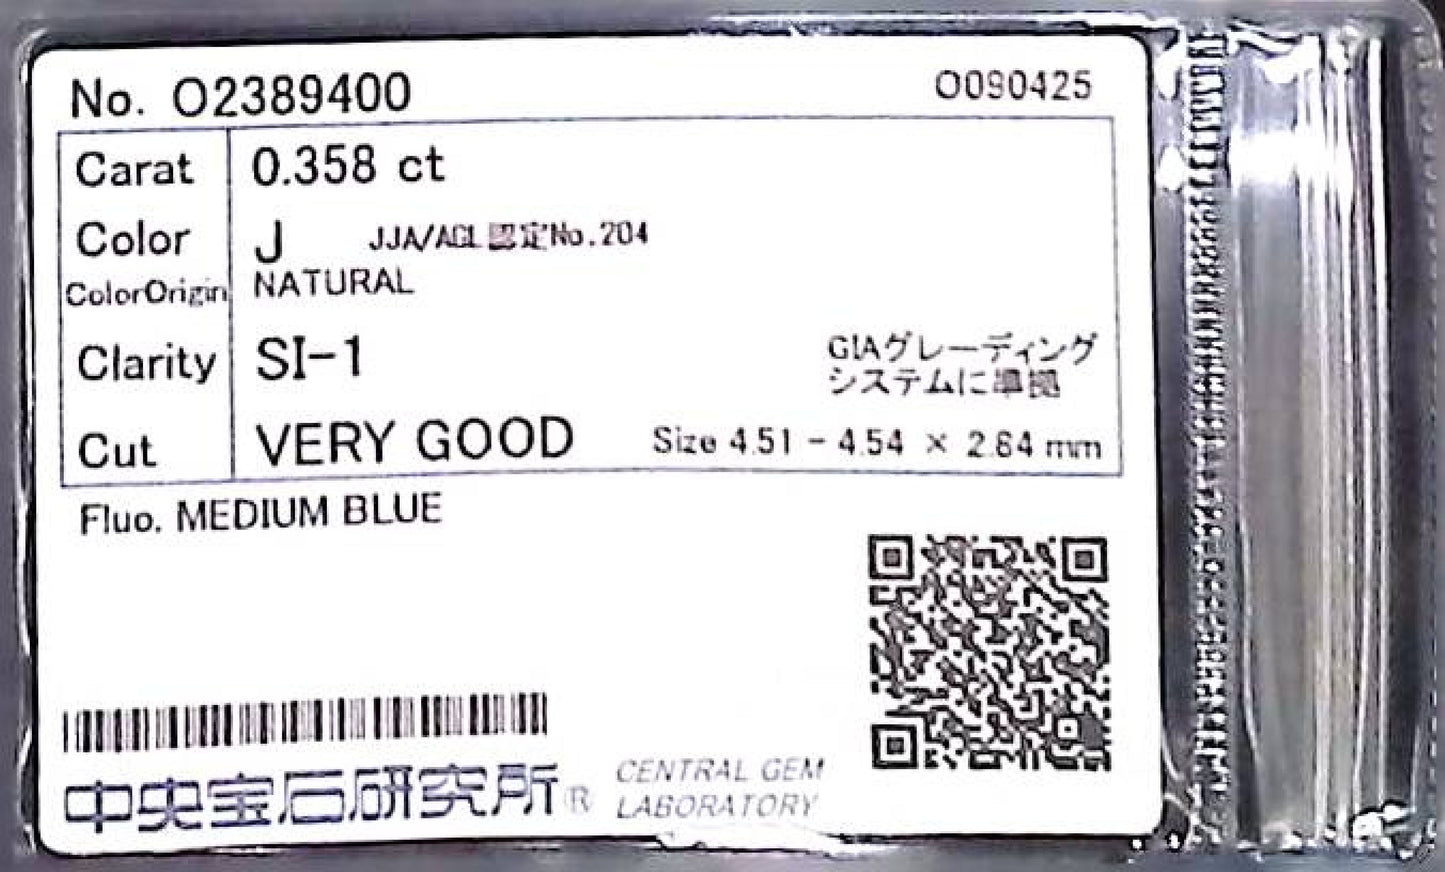 No. O2389400
O090425
Carat 0.358 ct
Color J JJA/AGL認定No.204
ColorOrigin NATURAL
Clarity SI-1
GIAグレーディング
システムに準拠
Cut VERY GOOD Size 4.51 - 4.54 × 2.84 mm
Fluo. MEDIUM BLUE
中央宝石研究所® CENTRAL GEM
LABORATORY